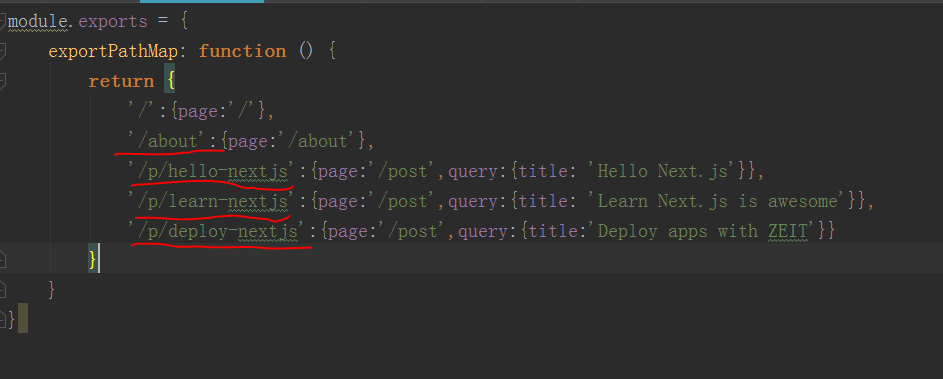 module.exports = {
exportPathMap: function () {
return {
'/':{page:'/'},
'/about':{page:'/about'},
'/p/hello-nextjs':{page:'/post',query:{title: 'Hello Next.js'}},
'/p/learn-nextjs':{page:'/post',query:{title: 'Learn Next.js is awesome'}},
'/p/deploy-nextjs':{page:'/post',query:{title:'Deploy apps with ZEIT'}}
}
}
}